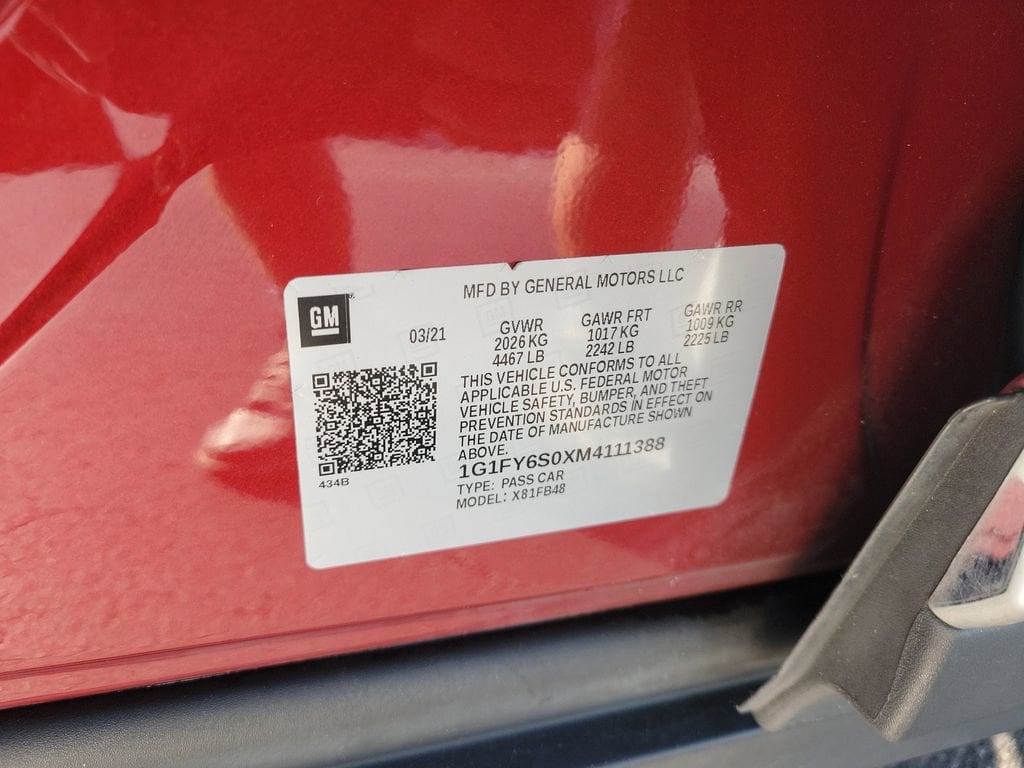 MFD BY GENERAL MOTORS LLC
GM
03/21
GVWR
2026 KG
4467 LB
GAWR FRT
1017 KG
2242 LB
GAWR RR
1009 KG
2225 LB
THIS VEHICLE CONFORMS TO ALL
APPLICABLE U.S. FEDERAL MOTOR
VEHICLE SAFETY, BUMPER, AND THEFT
PREVENTION STANDARDS IN EFFECT ON
THE DATE OF MANUFACTURE SHOWN
ABOVE.
1G1FY6S0XM4111388
TYPE: PASS CAR
MODEL: X81FB48
434B